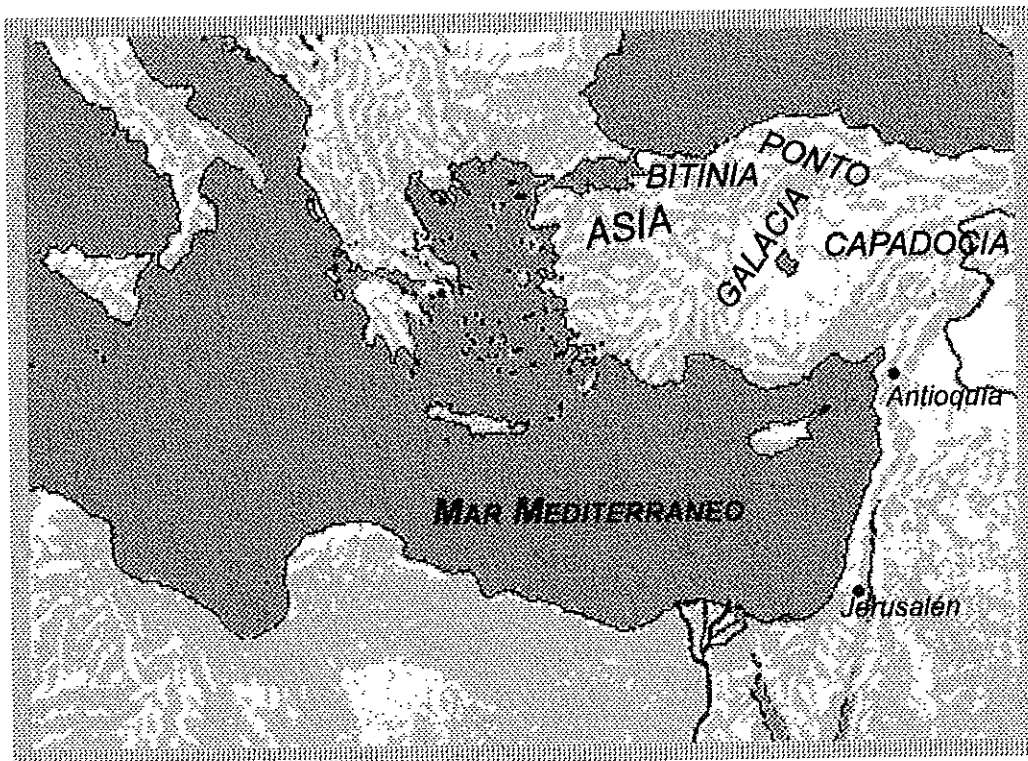 PONTO
BITINIA
ASIA
GALACIA
CAPADOCIA
Antioquía
MAR MEDITERRANEO
Jerusalén